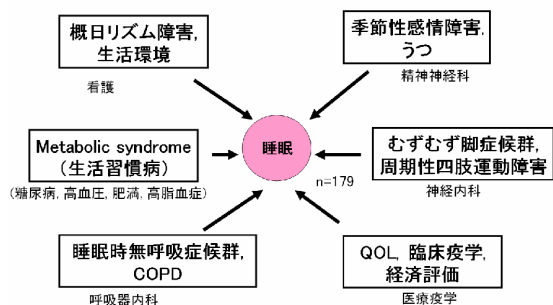 概日リズム障害,
生活環境
看護
季節性感情障害,
うつ
精神神経科
Metabolic syndrome
(生活習慣病)
(糖尿病, 高血圧, 肥満, 高脂血症)
睡眠
n=179
むずむず脚症候群,
周期性四肢運動障害
神経内科
睡眠時無呼吸症候群,
COPD
呼吸器内科
QOL, 臨床疫学,
経済評価
医療疫学